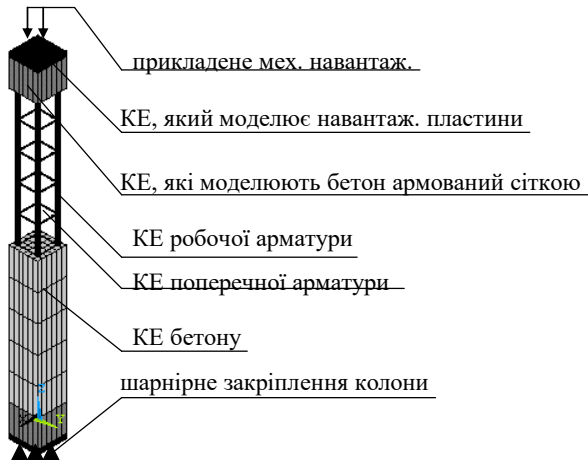 прикладене мех. навантаж.
КЕ, який моделює навантаж. пластини
КЕ, які моделюють бетон армований сіткою
КЕ робочої арматури
КЕ поперечної арматури
КЕ бетону
шарнірне закріплення колони